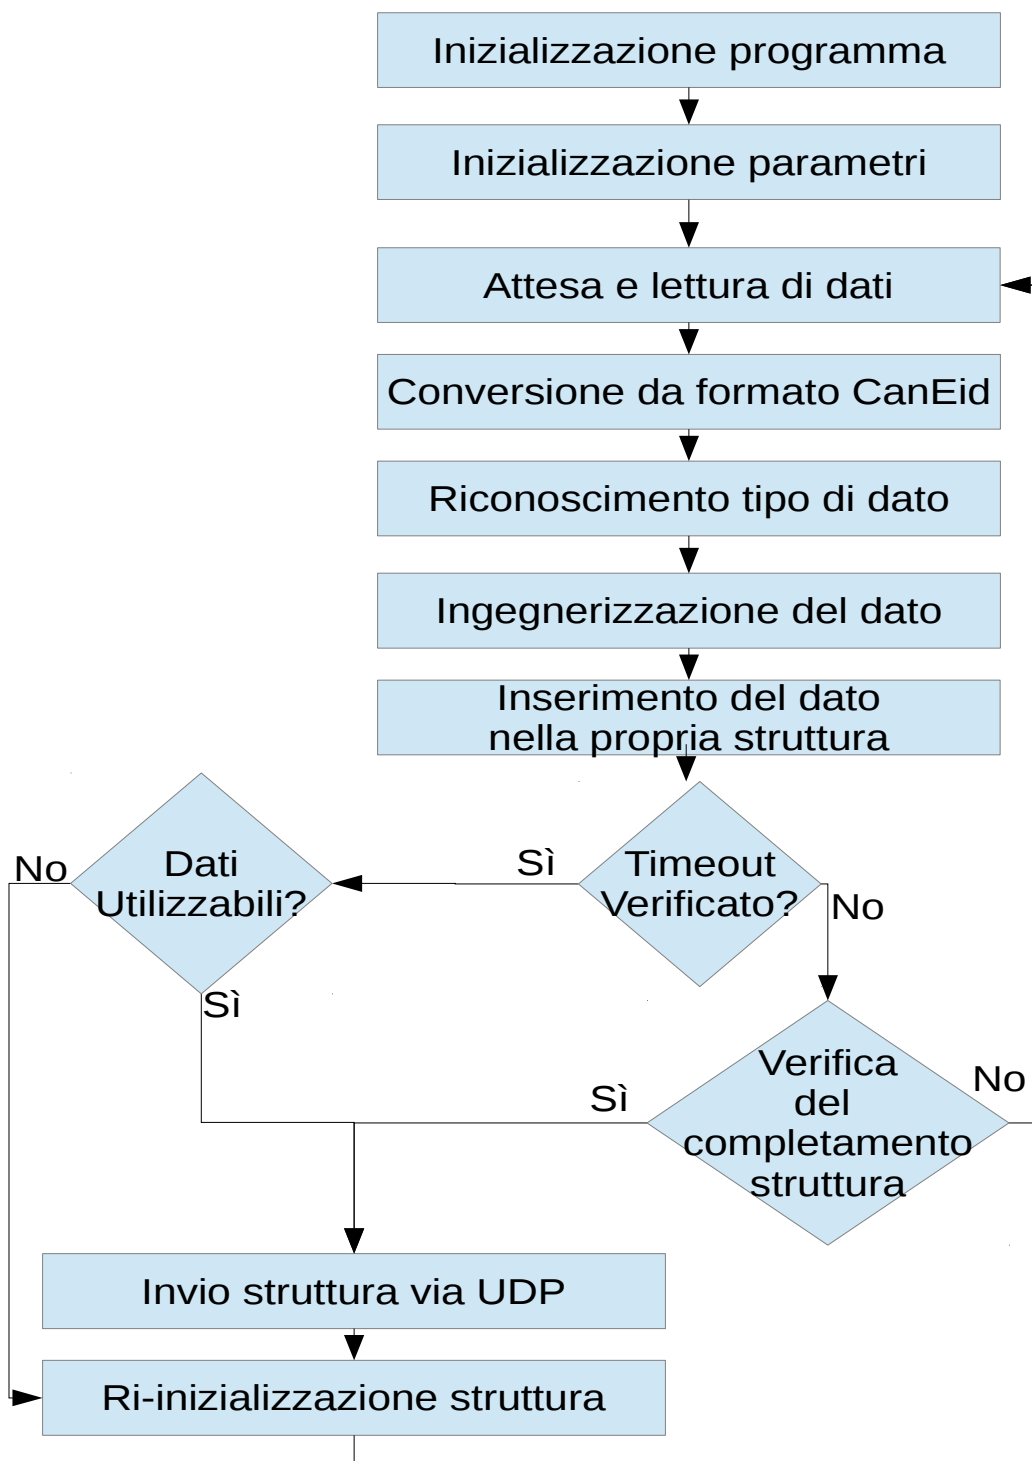 Inizializzazione programma
Inizializzazione parametri
Attesa e lettura di dati
Conversione da formato CanEid
Riconoscimento tipo di dato
Ingegnerizzazione del dato
Inserimento del dato
nella propria struttura
No
Dati
Utilizzabili?
Sì
Timeout
Verificato?
No
Sì
Sì
Verifica
del
completamento
struttura
No
Invio struttura via UDP
Ri-inizializzazione struttura